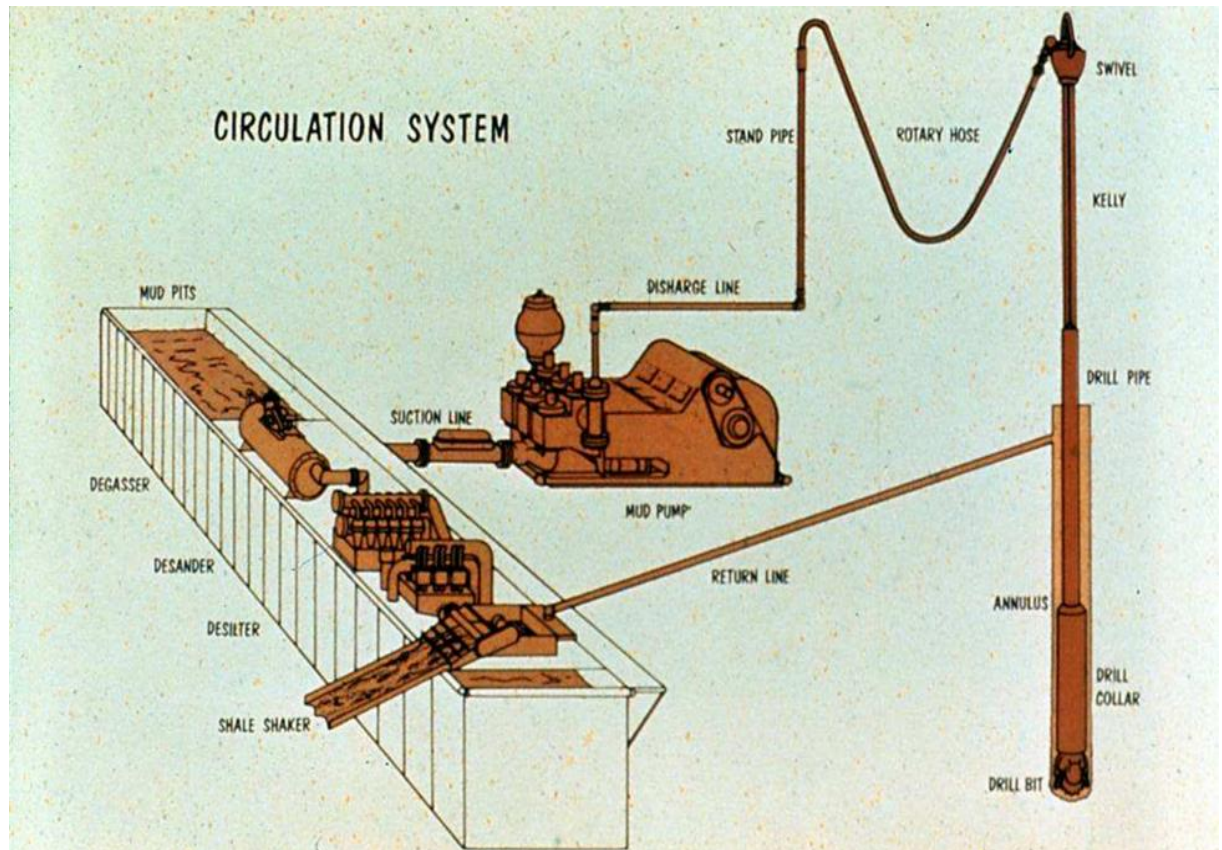 CIRCULATION SYSTEM
SWIVEL
STAND PIPE
ROTARY HOSE
KELLY
DISHARGE LINE
MUD PITS
DRILL PIPE
SUCTION LINE
DEGASSER
MUD PUMP
DESANDER
RETURN LINE
ANNULUS
DESILTER
DRILL
COLLAR
SHALE SHAKER
DRILL BIT